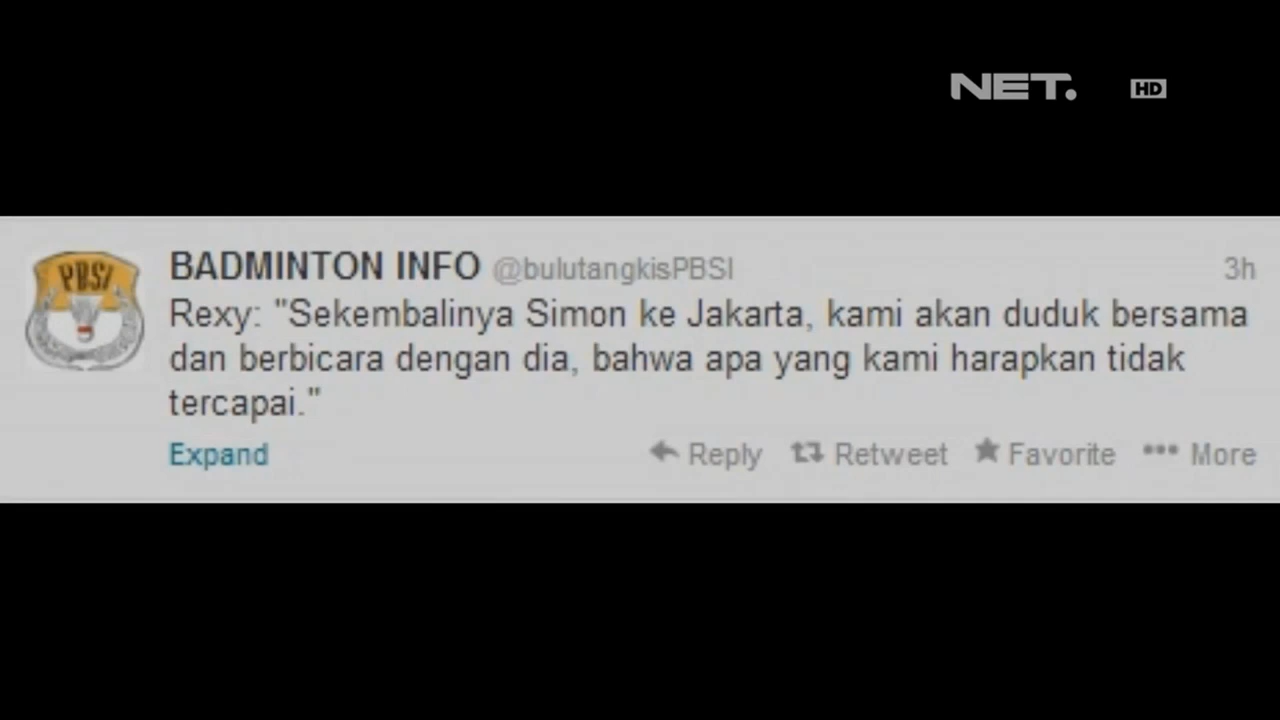 NET. HD
PBSI
BADMINTON INFO @bulutangkisPBSI 3h
Rexy: "Sekembalinya Simon ke Jakarta, kami akan duduk bersama
dan berbicara dengan dia, bahwa apa yang kami harapkan tidak
tercapai."
Expand Reply Retweet Favorite More